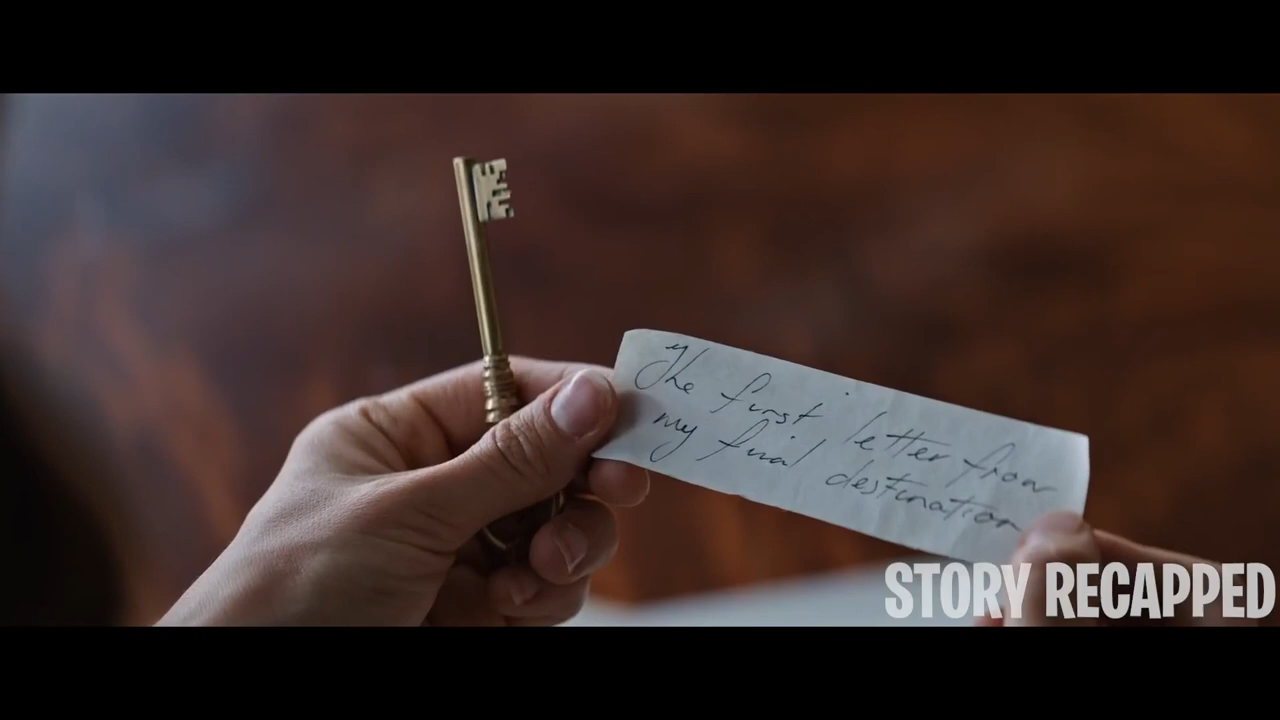 The first letter from
my final destination
STORY RECAPPED